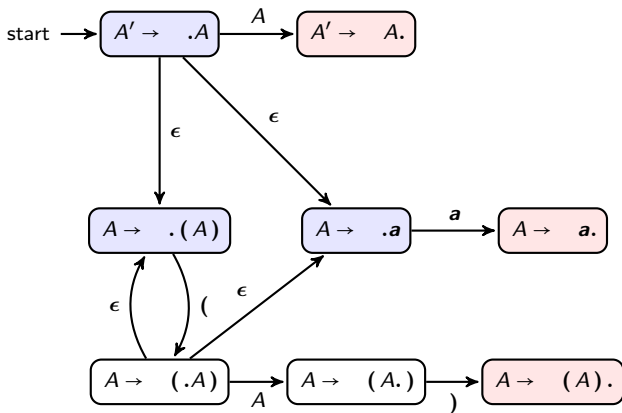 start A′ → .A A A′ → A.
ϵ ϵ
A → .(A) A → .a a A → a.
ϵ ( ϵ
A → (.A) A A → (A.) ) A → (A).